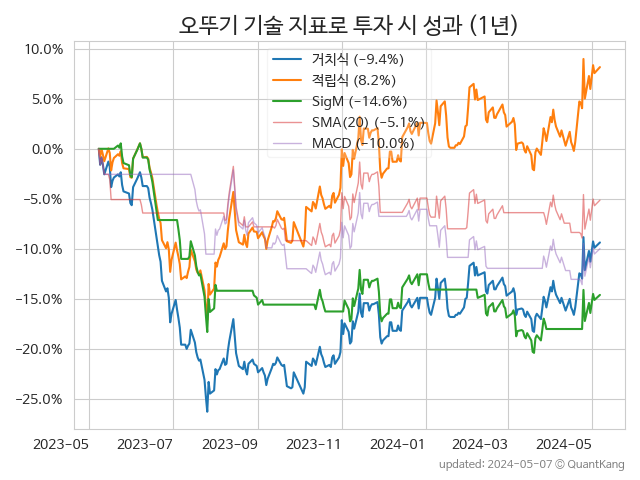 오뚜기 기술 지표로 투자 시 성과 (1년)
10.0%
5.0%
0.0%
−5.0%
−10.0%
−15.0%
−20.0%
−25.0%
거치식 (−9.4%)
적립식 (8.2%)
SigM (−14.6%)
SMA(20) (−5.1%)
MACD (−10.0%)
2023-05
2023-07
2023-09
2023-11
2024-01
2024-03
2024-05
updated: 2024-05-07 © QuantKang